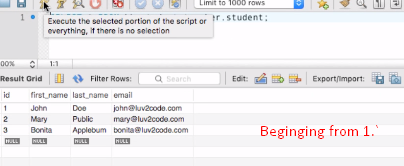 Limit to 1000 rows
1
er.student;
Execute the selected portion of the script or
everything, if there is no selection
1:1
Result Grid Filter Rows: Search Edit: Export/Import:
id first_name last_name email
1 John Doe john@luv2code.com
2 Mary Public mary@luv2code.com
3 Bonita Applebum bonita@luv2code.com
NULL NULL NULL NULL
Beginging from 1.`